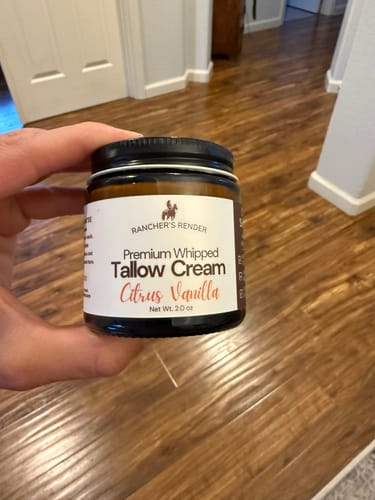 RANCHER'S RENDER
Premium Whipped
Tallow Cream
Citrus Vanilla
Net Wt. 2.0 oz